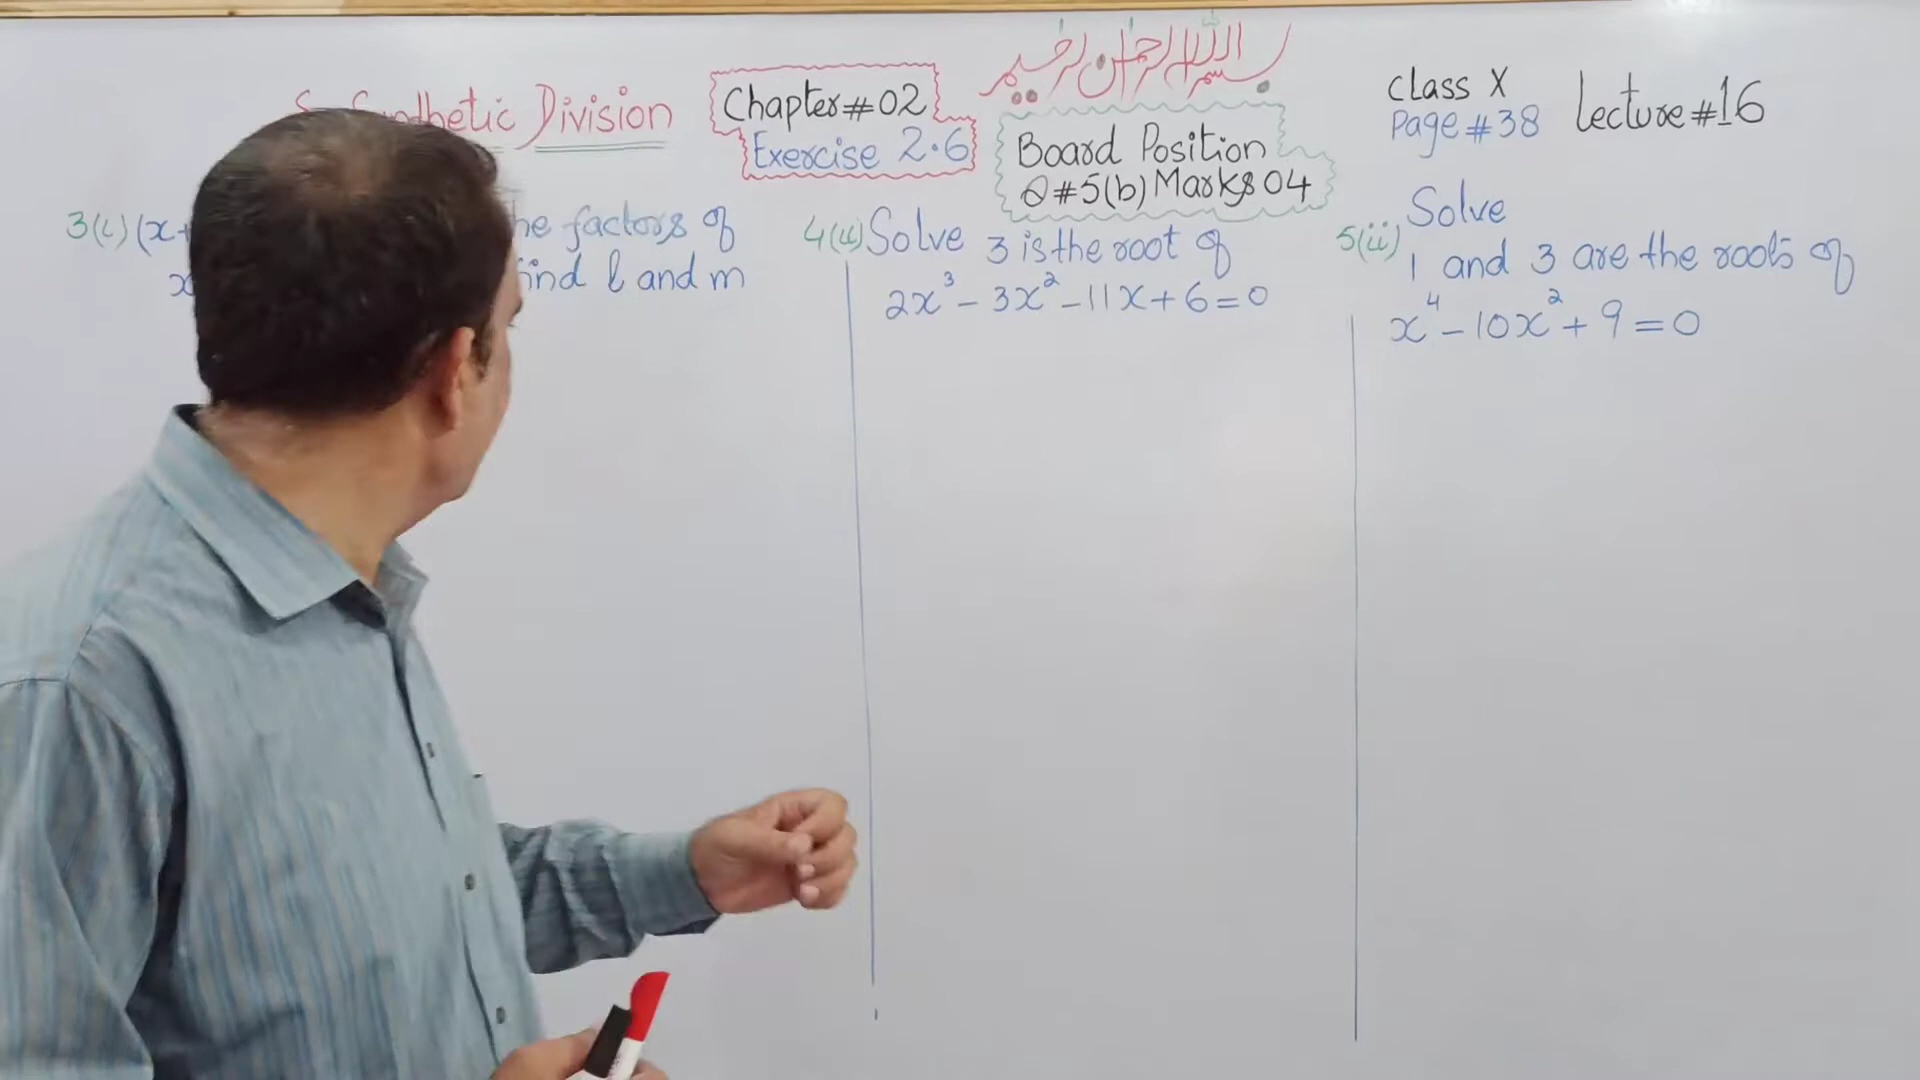 بسم الله الرحمن الرحيم
Synthetic Division
Chapter#02
Exercise 2.6
Board Position
Q#5(b) Marks 04
Class X
Page #38
Lecture #16
3(i) (x+
the factors of
x
find l and m
4(ii) Solve 3 is the root of
2x³ - 3x² - 11x + 6 = 0
5(ii) Solve
1 and 3 are the roots of
x⁴ - 10x² + 9 = 0